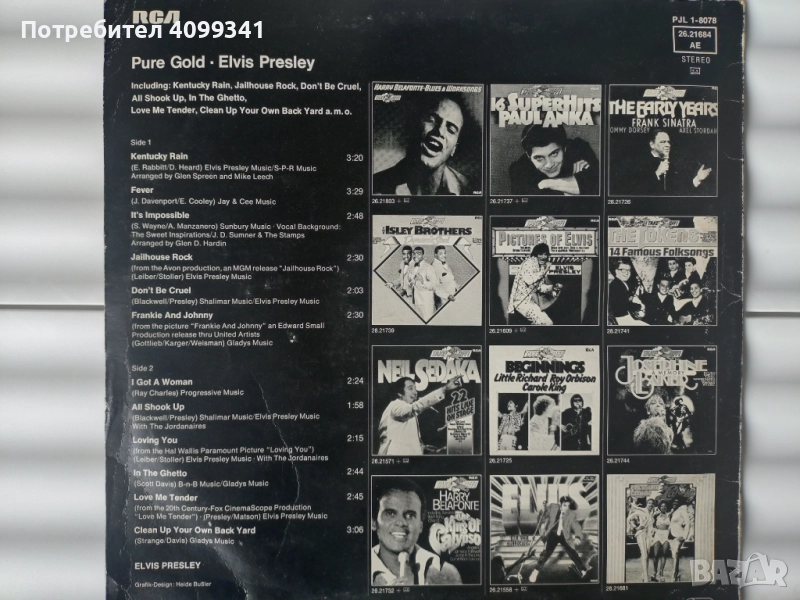 Потребител 4099341
RCA
PJL 1-8078
26.21684
AE
STEREO
Pure Gold · Elvis Presley
Including: Kentucky Rain, Jailhouse Rock, Don't Be Cruel,
All Shook Up, In The Ghetto,
Love Me Tender, Clean Up Your Own Back Yard a.m.o.
Side 1
Kentucky Rain 3:20
(E. Rabbitt/D. Heard) Elvis Presley Music/S-P-R Music
Arranged by Glen Spreen and Mike Leech
Fever 3:29
(J. Davenport/E. Cooley) Jay & Cee Music
It's Impossible 2:48
(S. Wayne/A. Manzanero) Sunbury Music · Vocal Background:
The Sweet Inspirations/J. D. Sumner & The Stamps
Arranged by Glen D. Hardin
Jailhouse Rock 2:30
(from the Avon production, an MGM release "Jailhouse Rock")
(Leiber/Stoller) Elvis Presley Music
Don't Be Cruel 2:03
(Blackwell/Presley) Shalimar Music/Elvis Presley Music
Frankie And Johnny 2:30
(from the picture "Frankie And Johnny" an Edward Small
Production release thru United Artists
(Gottlieb/Karger/Weisman) Gladys Music
Side 2
I Got A Woman 2:24
(Ray Charles) Progressive Music
All Shook Up 1:58
(Blackwell/Presley) Shalimar Music/Elvis Presley Music
With The Jordanaires
Loving You 2:15
(from the Hal Wallis Paramount Picture "Loving You")
(Leiber/Stoller) Elvis Presley Music · With The Jordanaires
In The Ghetto 2:44
(Scott Davis) B-n-B Music/Gladys Music
Love Me Tender 2:45
(from the 20th Century-Fox CinemaScope Production
"Love Me Tender") · (Presley/Matson) Elvis Presley Music
Clean Up Your Own Back Yard 3:06
(Strange/Davis) Gladys Music
ELVIS PRESLEY
Grafik-Design: Heide Bußler
HARRY BELAFONTE-BLUES & WORKSONGS
26.21803
16 SUPERHITS
PAUL ANKA
26.21737
THE EARLY YEARS
FRANK SINATRA
TOMMY DORSEY AXEL STORDAHL
26.21728
ISLEY BROTHERS
26.21739
PICTURES OF ELVIS
ELVIS
PRESLEY
26.21609
THE TOKENS
14 Famous Folksongs
26.21741
NEIL SEDAKA
22
26.21571
BEGINNINGS
Little Richard Roy Orbison
Carole King
26.21725
JOSEPHINE
BAKER
26.21744
HARRY
BELAFONTE
26.21752
ELVIS
26.21558
26.21681
BAZAR